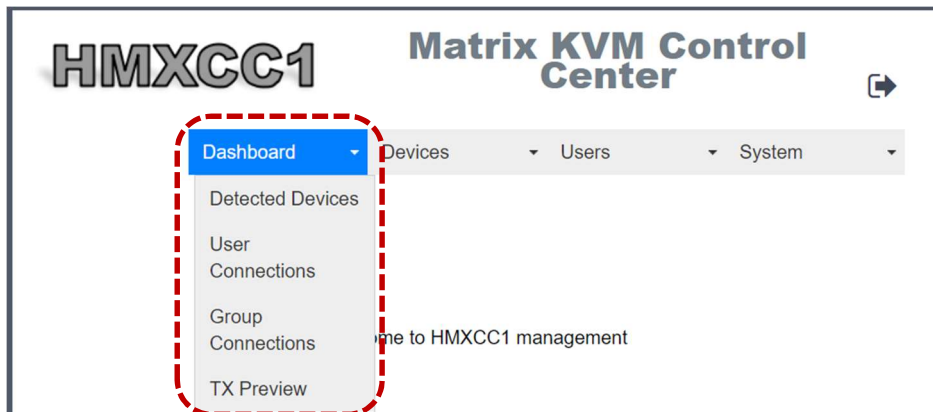 HMXCC1
Matrix KVM Control
Center
Dashboard Devices Users System
Detected Devices
User
Connections
Group
Connections
ome to HMXCC1 management
TX Preview